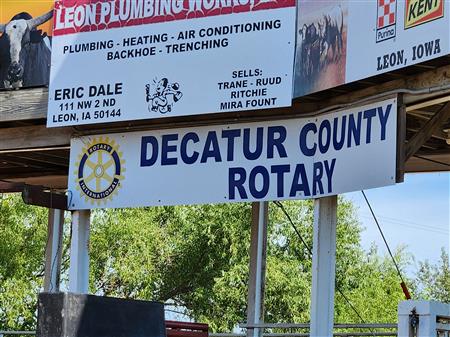 LEON PLUMBING WORKS,
PLUMBING - HEATING - AIR CONDITIONING
BACKHOE - TRENCHING
ERIC DALE
111 NW 2 ND
LEON, IA 50144
SELLS:
TRANE - RUUD
RITCHIE
MIRA FOUNT
Purina
KENT
LEON, IOWA
ROTARY
INTERNATIONAL
DECATUR COUNTY
ROTARY